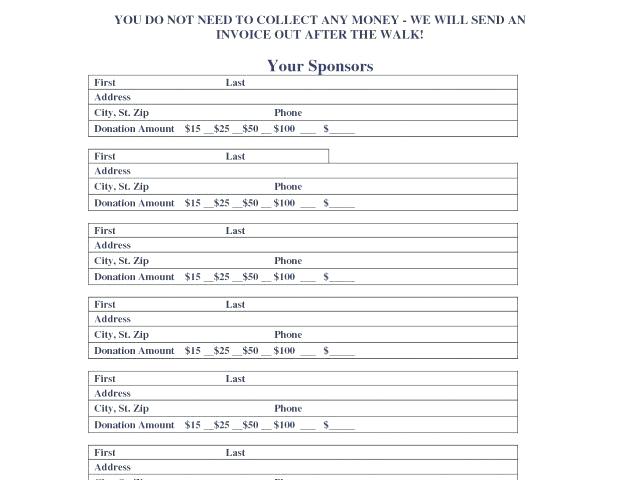 YOU DO NOT NEED TO COLLECT ANY MONEY - WE WILL SEND AN
INVOICE OUT AFTER THE WALK!
Your Sponsors
First Last
Address
City, St. Zip Phone
Donation Amount $15 __$25 __$50 __ $100 ___ $_____
First Last
Address
City, St. Zip Phone
Donation Amount $15 __$25 __$50 __ $100 ___ $_____
First Last
Address
City, St. Zip Phone
Donation Amount $15 __$25 __$50 __ $100 ___ $_____
First Last
Address
City, St. Zip Phone
Donation Amount $15 __$25 __$50 __ $100 ___ $_____
First Last
Address
City, St. Zip Phone
Donation Amount $15 __$25 __$50 __ $100 ___ $_____
First Last
Address